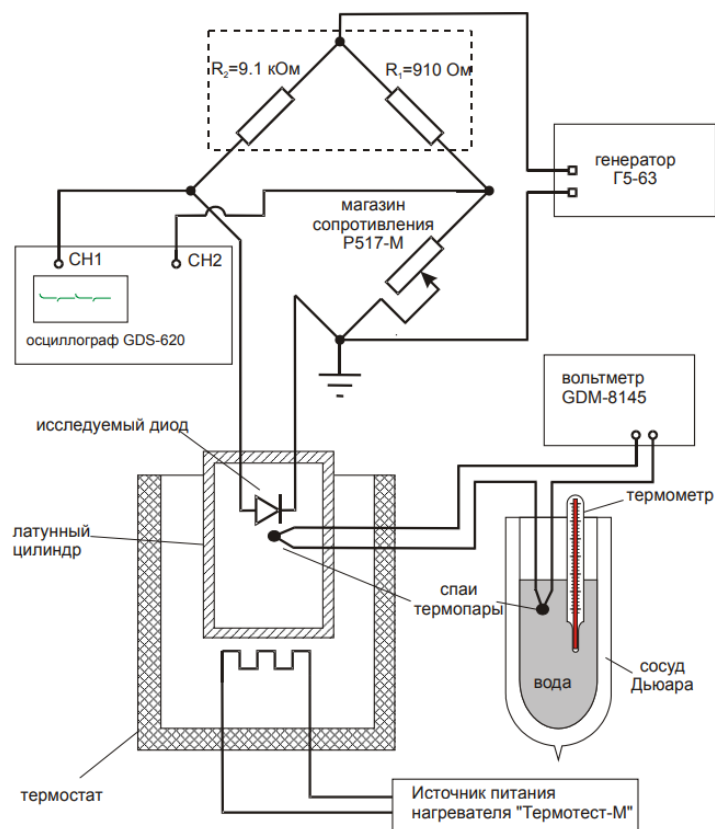 R₂=9.1 кОм
R₁=910 Ом
генератор
Г5-63
магазин
сопротивления
Р517-М
CH1
CH2
осциллограф GDS-620
вольтметр
GDM-8145
исследуемый диод
термометр
латунный
цилиндр
спаи
термопары
вода
сосуд
Дьюара
термостат
Источник питания
нагревателя "Термотест-М"